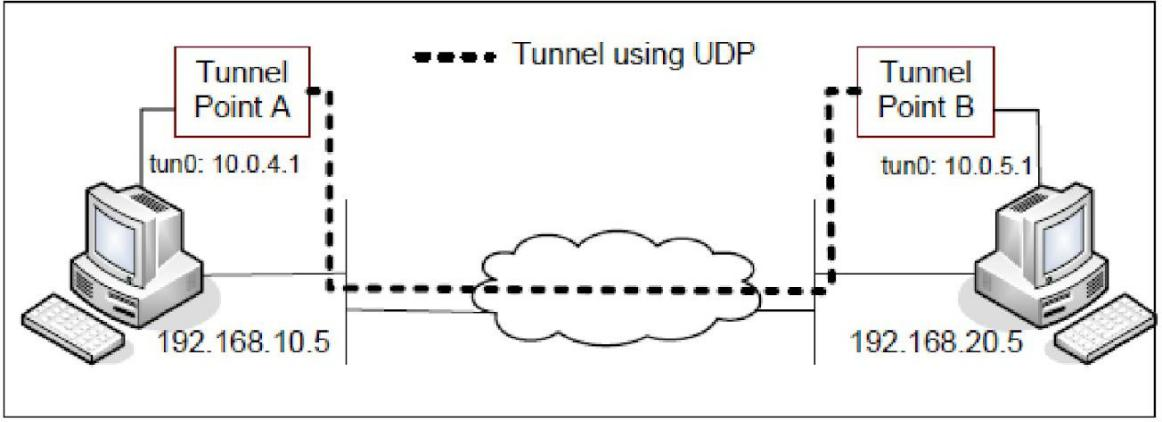 Tunnel using UDP
Tunnel
Point A
Tunnel
Point B
tun0: 10.0.4.1
tun0: 10.0.5.1
192.168.10.5
192.168.20.5